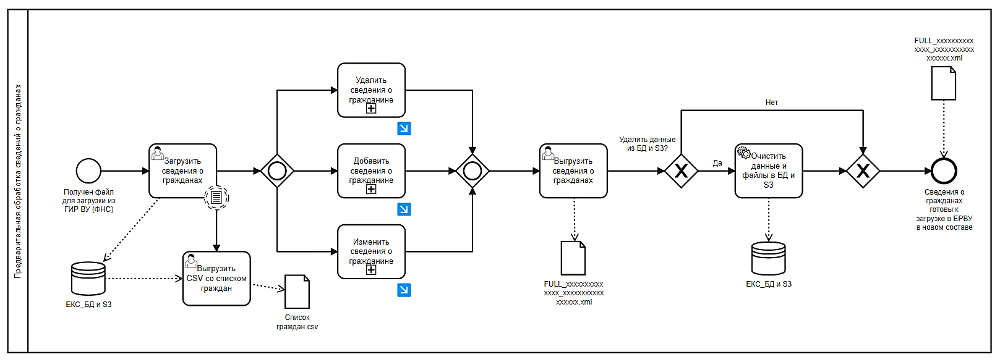 Предварительная обработка сведений о гражданах
Получен файл
для загрузки из
ГИР ВУ (ФНС)
Загрузить
сведения о
гражданах
ЕКС_БД и S3
Выгрузить
CSV со списком
граждан
Список
граждан.csv
Удалить
сведения о
гражданине
Добавить
сведения о
гражданине
Изменить
сведения о
гражданине
Выгрузить
сведения о
гражданах
FULL_xxxxxxxxxx
xxxx_xxxxxxxxxxx
xxxxxx.xml
Удалить данные
из БД и S3?
Нет
Да
Очистить
данные и
файлы в БД и
S3
ЕКС_БД и S3
FULL_xxxxxxxxxx
xxxx_xxxxxxxxxxx
xxxxxx.xml
Сведения о
гражданах
готовы к
загрузке в ЕРВУ
в новом составе